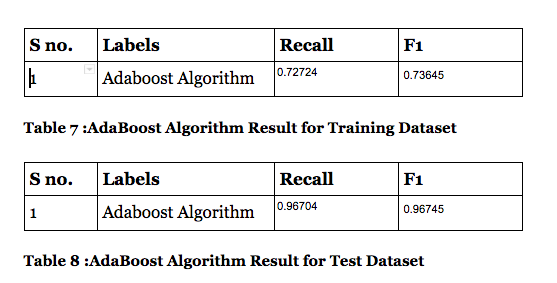 S no. Labels Recall F1
1 Adaboost Algorithm 0.72724 0.73645
Table 7 :AdaBoost Algorithm Result for Training Dataset
S no. Labels Recall F1
1 Adaboost Algorithm 0.96704 0.96745
Table 8 :AdaBoost Algorithm Result for Test Dataset